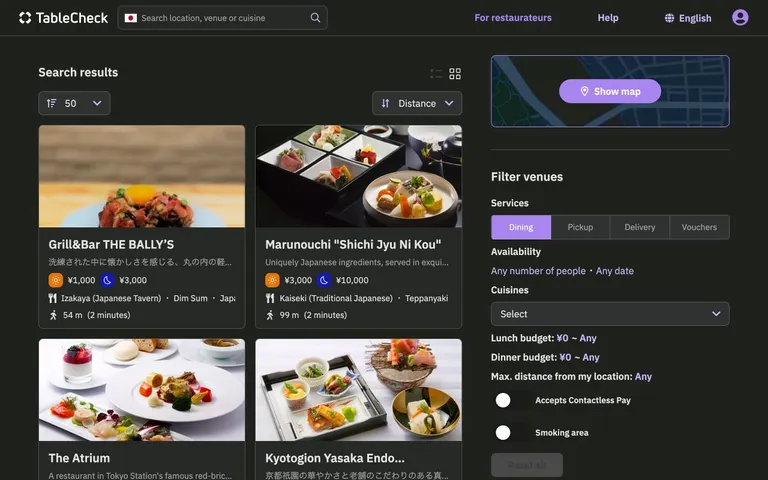 TableCheck
Search location, venue or cuisine
For restaurateurs
Help
English
Search results
50
Distance
Grill&Bar THE BALLY'S
洗練された中に懐かしさを感じる、丸の内の軽...
¥1,000 ¥3,000
Izakaya (Japanese Tavern) • Dim Sum • Japa
54 m (2 minutes)
Marunouchi "Shichi Jyu Ni Kou"
Uniquely Japanese ingredients, served in exqui...
¥3,000 ¥10,000
Kaiseki (Traditional Japanese) • Teppanyaki
99 m (2 minutes)
The Atrium
A restaurant in Tokyo Station's famous red-bric...
Kyotogion Yasaka Endo...
京都祇園の華やかさと老舗のこだわりのある真...
Show map
Filter venues
Services
Dining
Pickup
Delivery
Vouchers
Availability
Any number of people • Any date
Cuisines
Select
Lunch budget: ¥0 ~ Any
Dinner budget: ¥0 ~ Any
Max. distance from my location: Any
Accepts Contactless Pay
Smoking area
Reset all